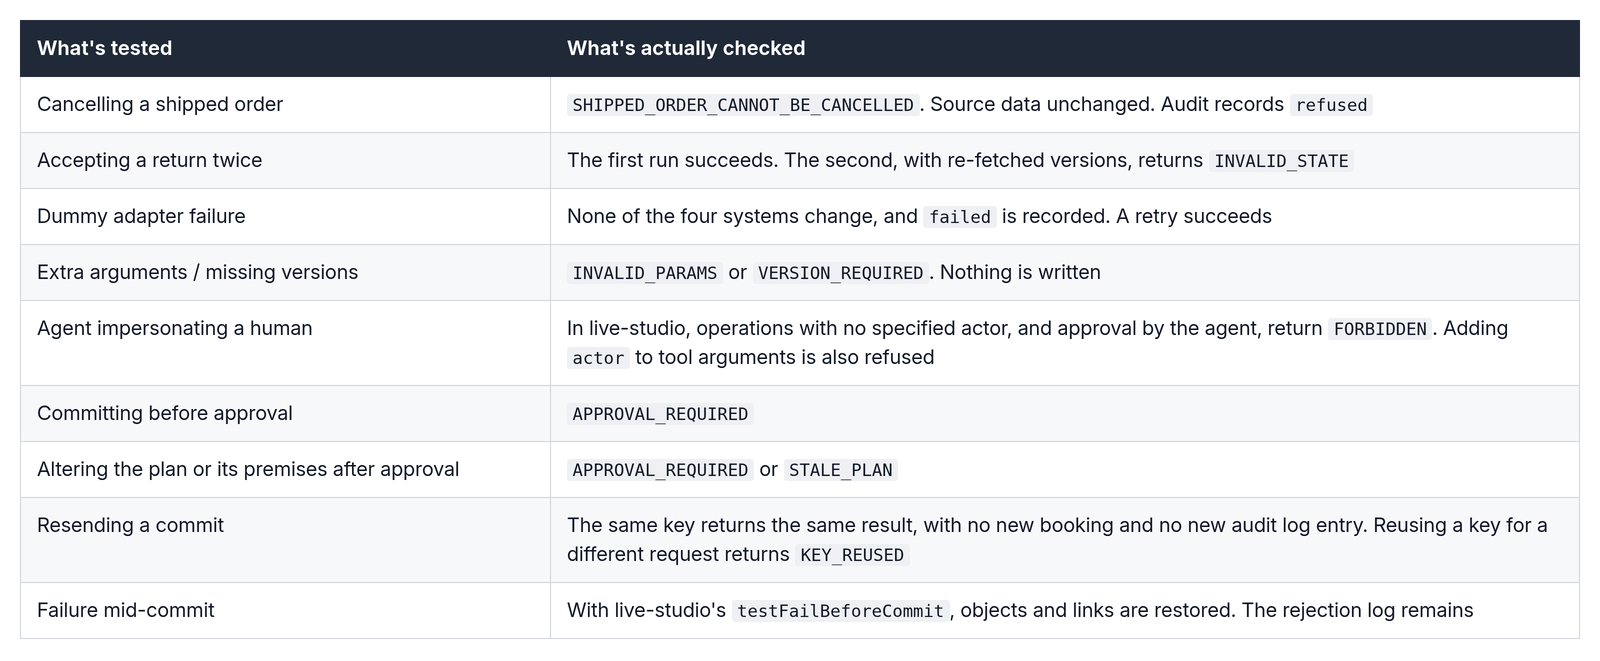 What's tested
What's actually checked
Cancelling a shipped order
SHIPPED_ORDER_CANNOT_BE_CANCELLED. Source data unchanged. Audit records refused
Accepting a return twice
The first run succeeds. The second, with re-fetched versions, returns INVALID_STATE
Dummy adapter failure
None of the four systems change, and failed is recorded. A retry succeeds
Extra arguments / missing versions
INVALID_PARAMS or VERSION_REQUIRED. Nothing is written
Agent impersonating a human
In live-studio, operations with no specified actor, and approval by the agent, return FORBIDDEN. Adding
actor to tool arguments is also refused
Committing before approval
APPROVAL_REQUIRED
Altering the plan or its premises after approval
APPROVAL_REQUIRED or STALE_PLAN
Resending a commit
The same key returns the same result, with no new booking and no new audit log entry. Reusing a key for a
different request returns KEY_REUSED
Failure mid-commit
With live-studio's testFailBeforeCommit, objects and links are restored. The rejection log remains